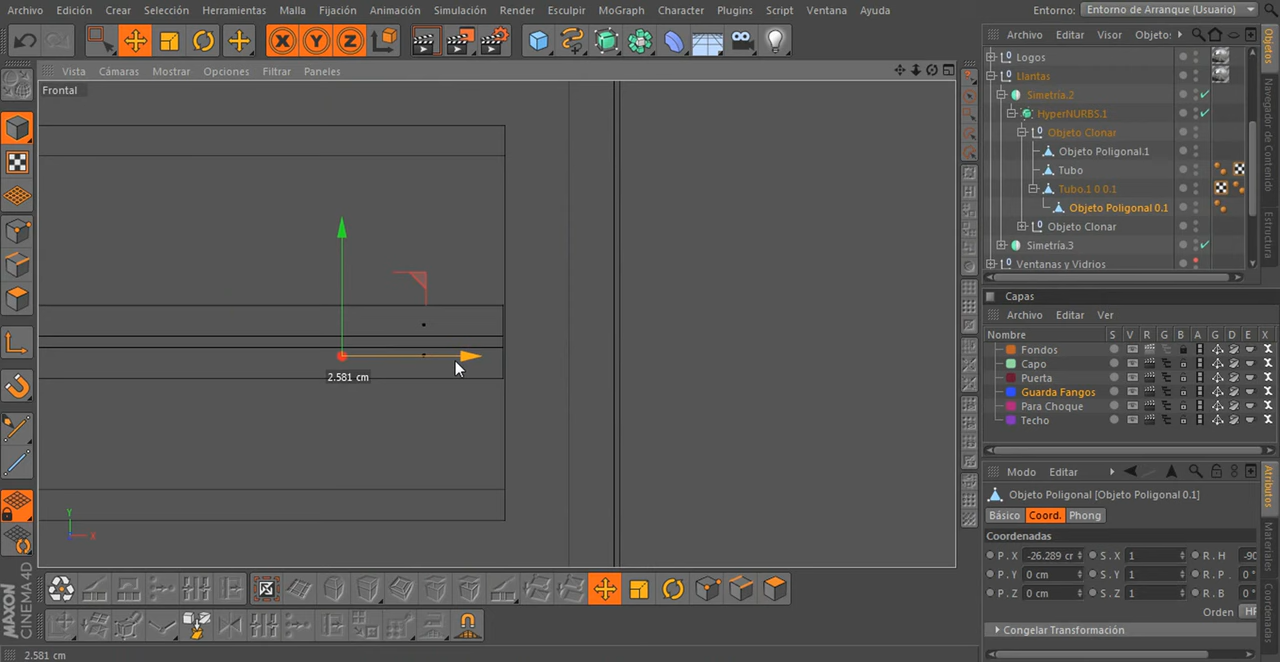 Archivo Edición Crear Selección Herramientas Malla Fijación Animación Simulación Render Esculpir MoGraph Character Plugins Script Ventana Ayuda Entorno: Entorno de Arranque (Usuario)
X Y Z
Vista Cámaras Mostrar Opciones Filtrar Paneles
Frontal
2.581 cm
Y
X
2.581 cm
MAXON
CINEMA 4D
Archivo Editar Visor Objeto:
Logos
Llantas
Simetría.2
HyperNURBS.1
Objeto Clonar
Objeto Poligonal.1
Tubo
Tubo.1 0 0.1
Objeto Poligonal 0.1
Objeto Clonar
Simetría.3
Ventanas y Vidrios
Objetos
Navegador de Contenido
Estructura
Capas
Archivo Editar Ver
Nombre S V R G B A G D E X
Fondos
Capo
Puerta
Guarda Fangos
Para Choque
Techo
Modo Editar
Objeto Poligonal [Objeto Poligonal 0.1]
Básico Coord. Phong
Coordenadas
P.X -26.289 cr S.X 1 R.H -90
P.Y 0 cm S.Y 1 R.P 0°
P.Z 0 cm S.Z 1 R.B 0°
Orden HP
Congelar Transformación
Atributos
Materiales
Coordenadas